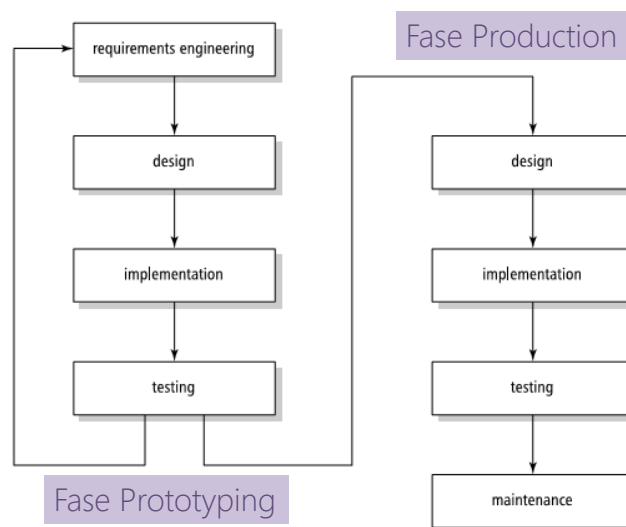 requirements engineering
design
implementation
testing
Fase Prototyping
Fase Production
design
implementation
testing
maintenance